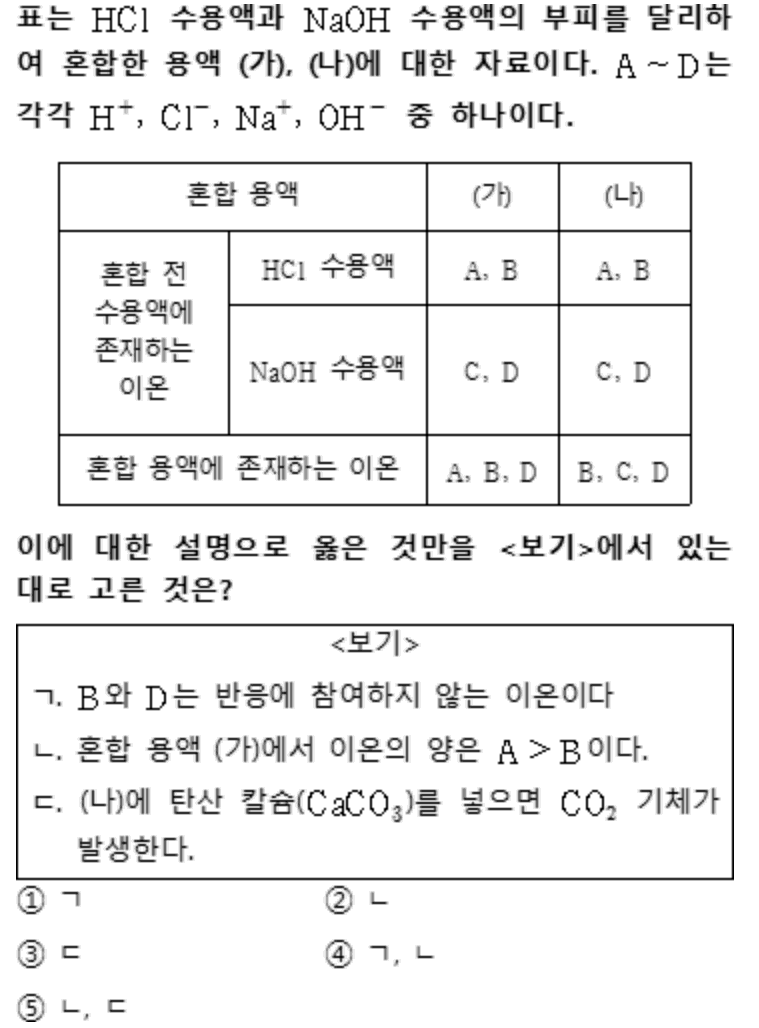 표는 HCl 수용액과 NaOH 수용액의 부피를 달리하
여 혼합한 용액 (가), (나)에 대한 자료이다. A ~ D는
각각 H⁺, Cl⁻, Na⁺, OH⁻ 중 하나이다.
혼합 용액 (가) (나)
혼합 전
수용액에
존재하는
이온
HCl 수용액 A, B A, B
NaOH 수용액 C, D C, D
혼합 용액에 존재하는 이온 A, B, D B, C, D
이에 대한 설명으로 옳은 것만을 <보기>에서 있는
대로 고른 것은?
<보기>
ㄱ. B와 D는 반응에 참여하지 않는 이온이다
ㄴ. 혼합 용액 (가)에서 이온의 양은 A > B이다.
ㄷ. (나)에 탄산 칼슘(CaCO₃)를 넣으면 CO₂ 기체가
발생한다.
① ㄱ ② ㄴ
③ ㄷ ④ ㄱ, ㄴ
⑤ ㄴ, ㄷ